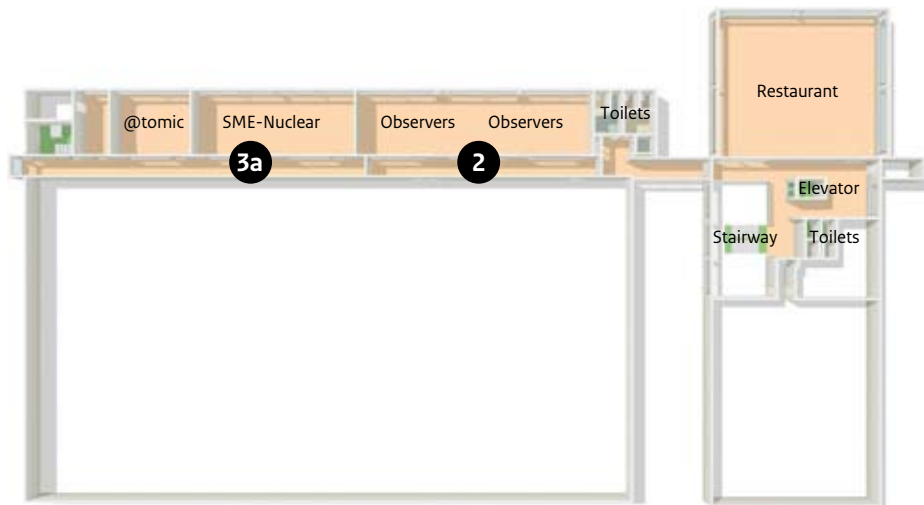 Restaurant
Toilets
@tomic
SME-Nuclear
Observers
Observers
3a
2
Elevator
Stairway
Toilets